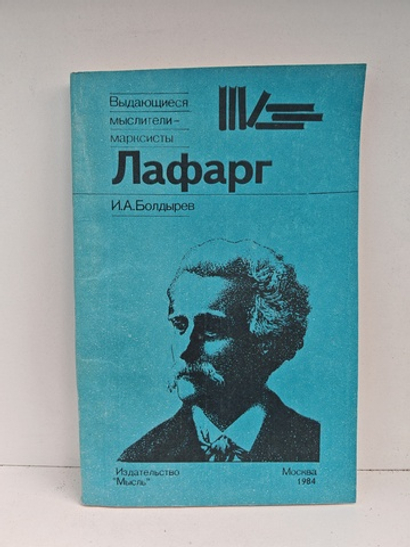 Выдающиеся
мыслители-
марксисты
Лафарг
И.А.Болдырев
Издательство
"Мысль"
Москва
1984